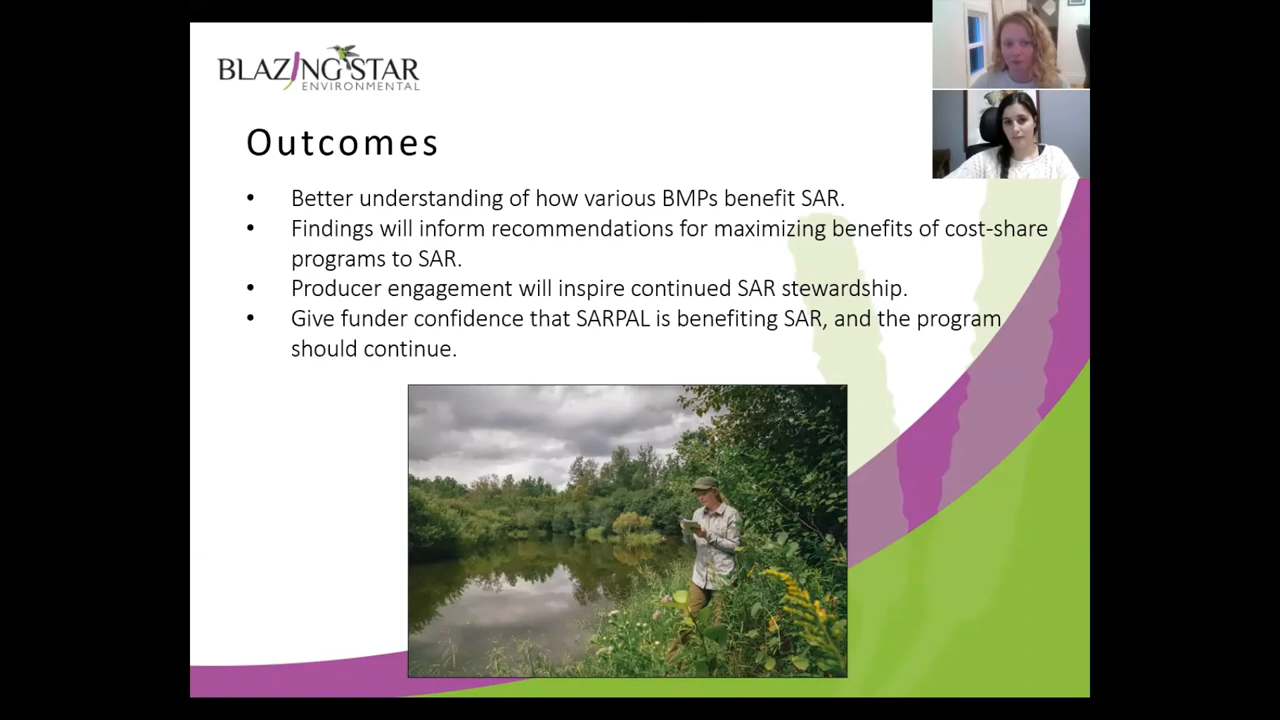 BLAZING STAR
ENVIRONMENTAL
Outcomes
• Better understanding of how various BMPs benefit SAR.
• Findings will inform recommendations for maximizing benefits of cost-share
programs to SAR.
• Producer engagement will inspire continued SAR stewardship.
• Give funder confidence that SARPAL is benefiting SAR, and the program
should continue.